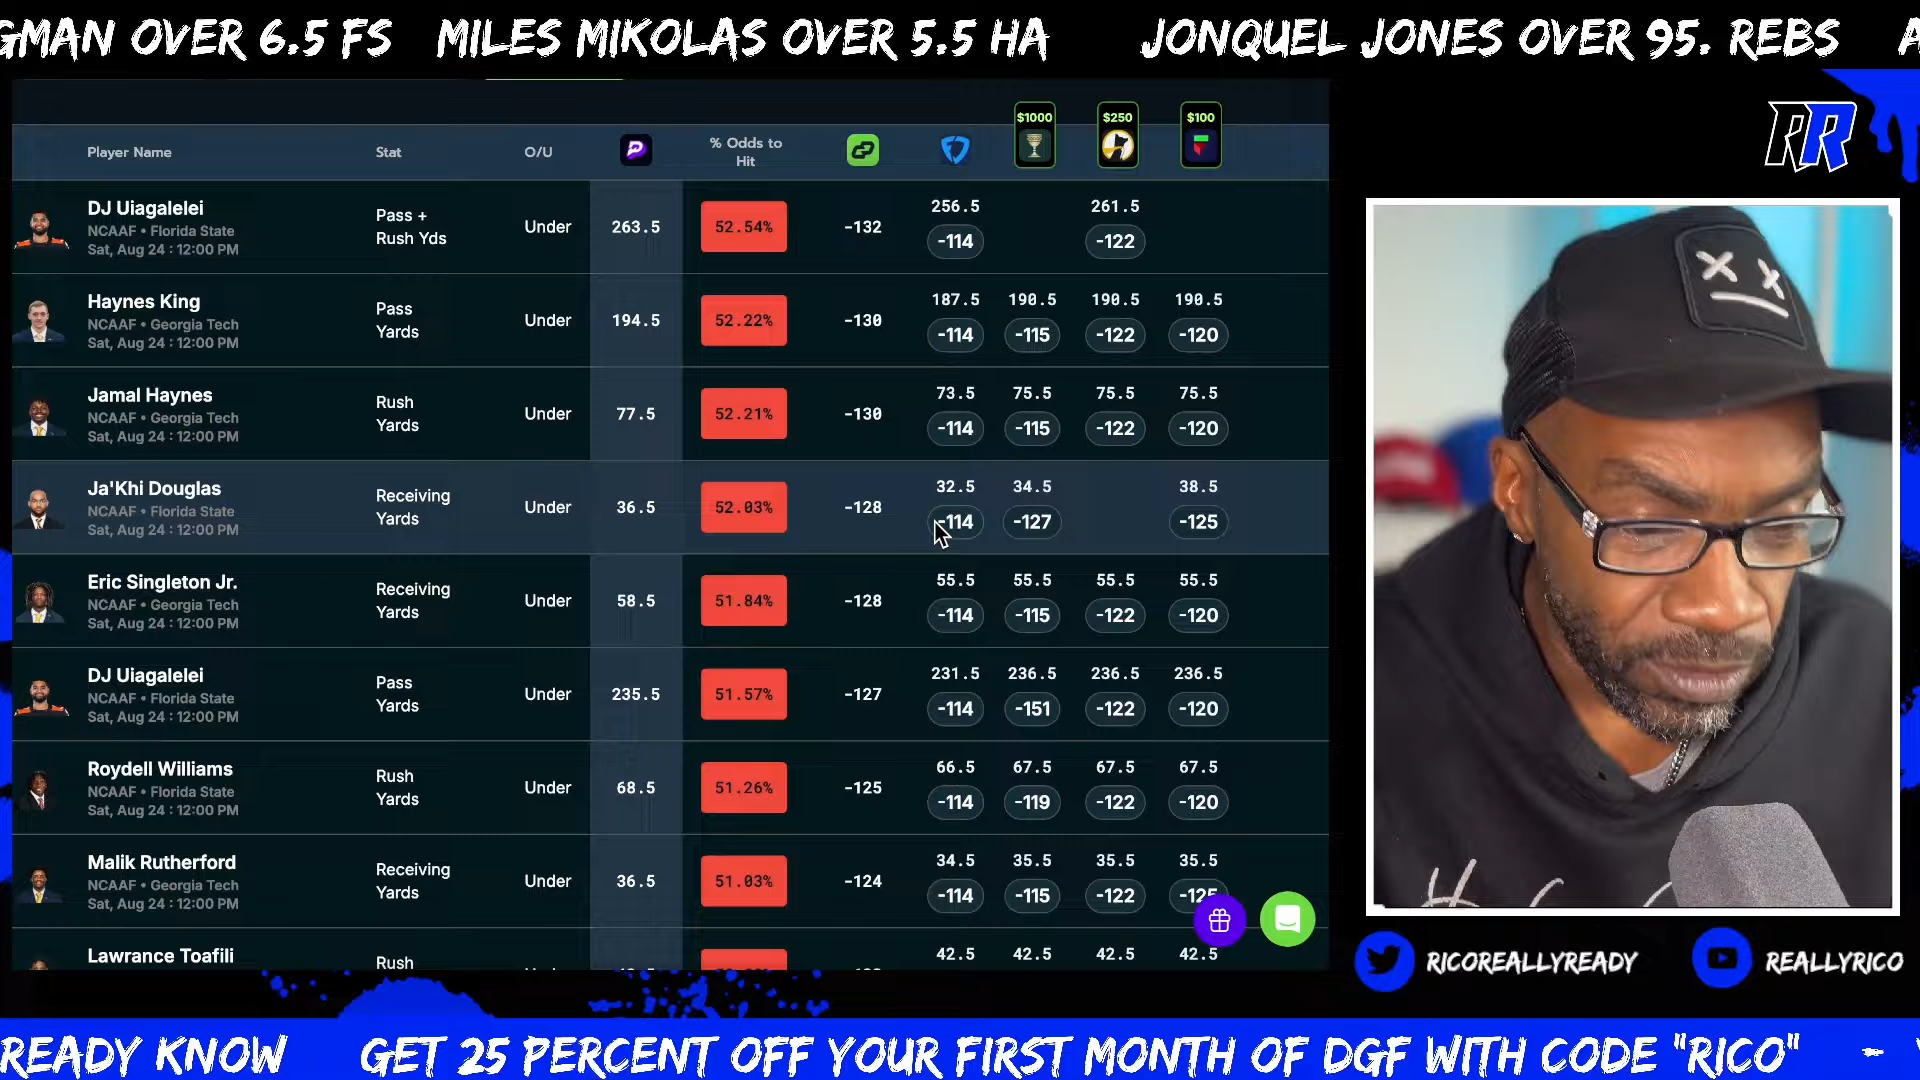 GMAN OVER 6.5 FS MILES MIKOLAS OVER 5.5 HA JONQUEL JONES OVER 95. REBS A
$1000 $250 $100
Player Name Stat O/U % Odds to Hit
DJ Uiagalelei
NCAAF • Florida State
Sat, Aug 24 : 12:00 PM
Pass +
Rush Yds
Under 263.5 52.54% -132
256.5 261.5
-114 -122
Haynes King
NCAAF • Georgia Tech
Sat, Aug 24 : 12:00 PM
Pass
Yards
Under 194.5 52.22% -130
187.5 190.5 190.5 190.5
-114 -115 -122 -120
Jamal Haynes
NCAAF • Georgia Tech
Sat, Aug 24 : 12:00 PM
Rush
Yards
Under 77.5 52.21% -130
73.5 75.5 75.5 75.5
-114 -115 -122 -120
Ja'Khi Douglas
NCAAF • Florida State
Sat, Aug 24 : 12:00 PM
Receiving
Yards
Under 36.5 52.03% -128
32.5 34.5 38.5
-114 -127 -125
Eric Singleton Jr.
NCAAF • Georgia Tech
Sat, Aug 24 : 12:00 PM
Receiving
Yards
Under 58.5 51.84% -128
55.5 55.5 55.5 55.5
-114 -115 -122 -120
DJ Uiagalelei
NCAAF • Florida State
Sat, Aug 24 : 12:00 PM
Pass
Yards
Under 235.5 51.57% -127
231.5 236.5 236.5 236.5
-114 -151 -122 -120
Roydell Williams
NCAAF • Florida State
Sat, Aug 24 : 12:00 PM
Rush
Yards
Under 68.5 51.26% -125
66.5 67.5 67.5 67.5
-114 -119 -122 -120
Malik Rutherford
NCAAF • Georgia Tech
Sat, Aug 24 : 12:00 PM
Receiving
Yards
Under 36.5 51.03% -124
34.5 35.5 35.5 35.5
-114 -115 -122
Lawrance Toafili
Rush
42.5 42.5 42.5 42.5
RR
RICOREALLYREADY REALLYRICO
READY KNOW GET 25 PERCENT OFF YOUR FIRST MONTH OF DGF WITH CODE "RICO" -